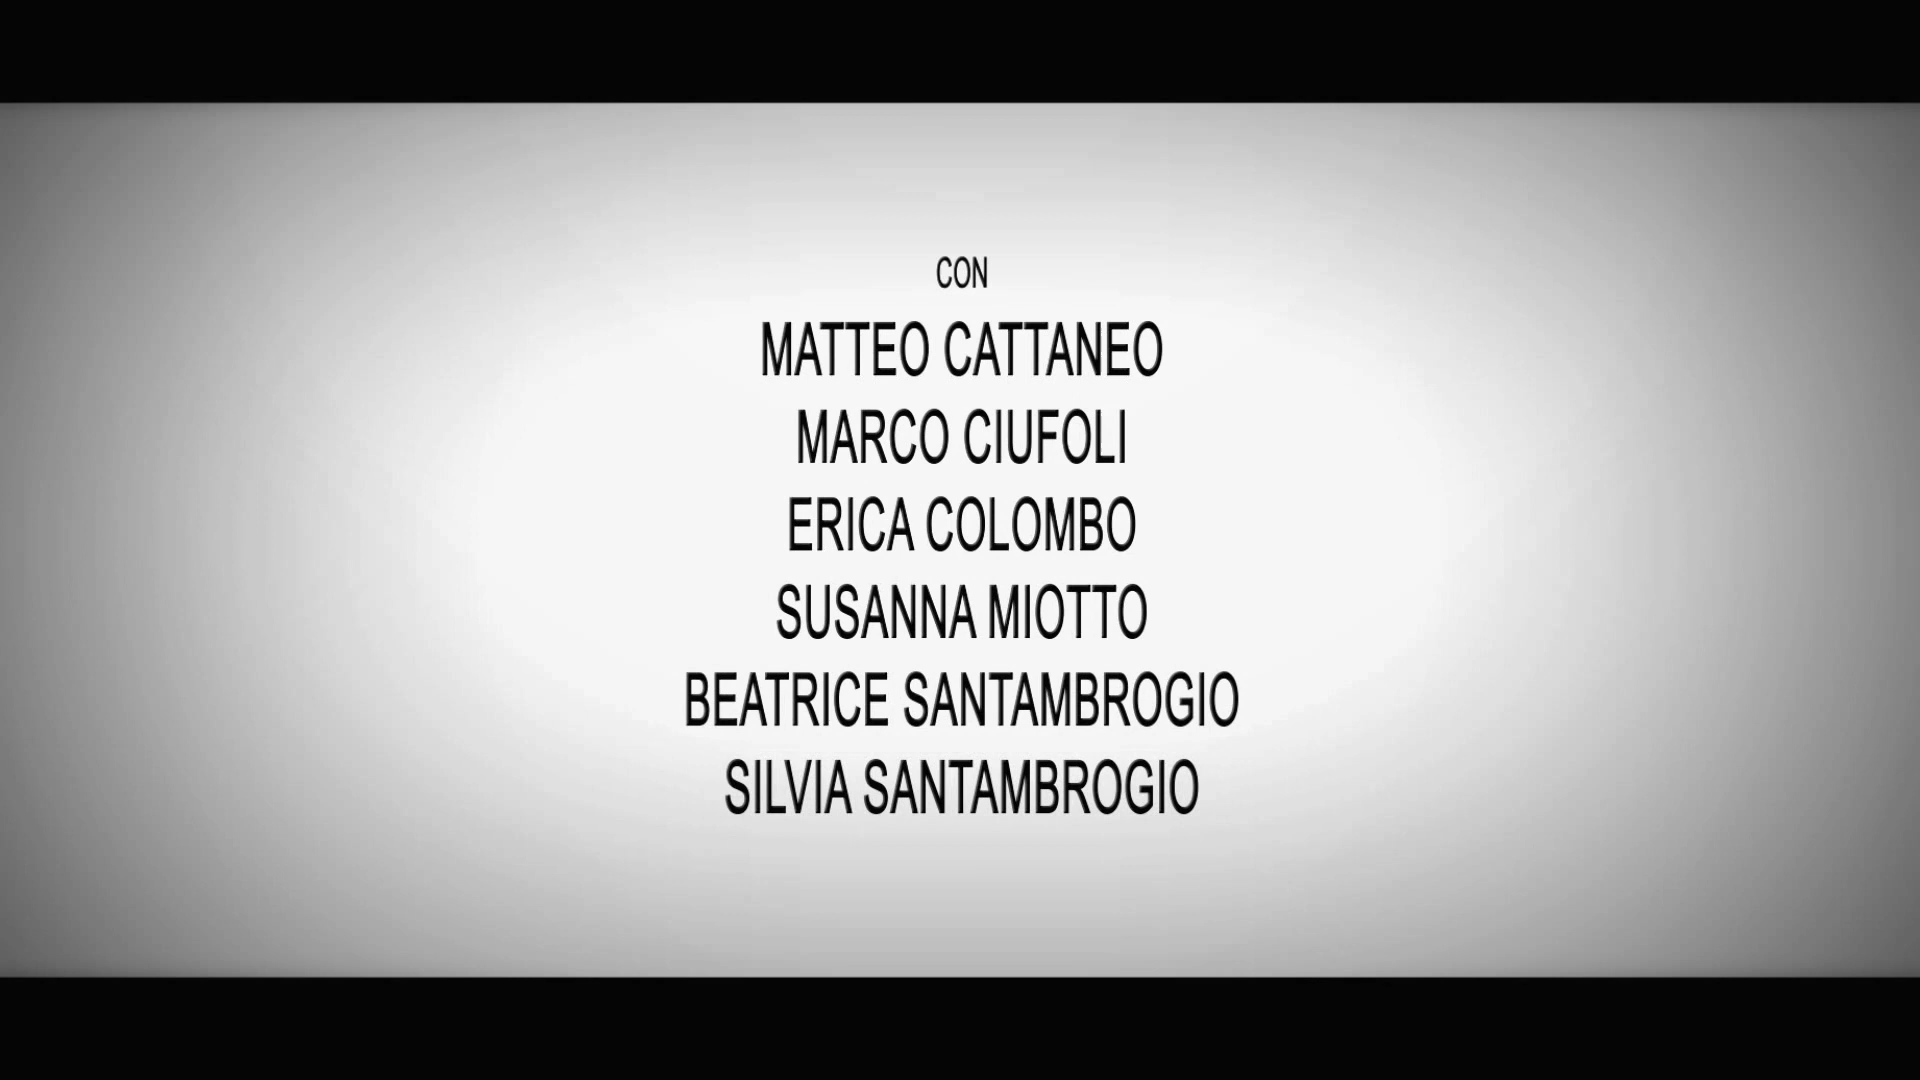 CON
MATTEO CATTANEO
MARCO CIUFOLI
ERICA COLOMBO
SUSANNA MIOTTO
BEATRICE SANTAMBROGIO
SILVIA SANTAMBROGIO